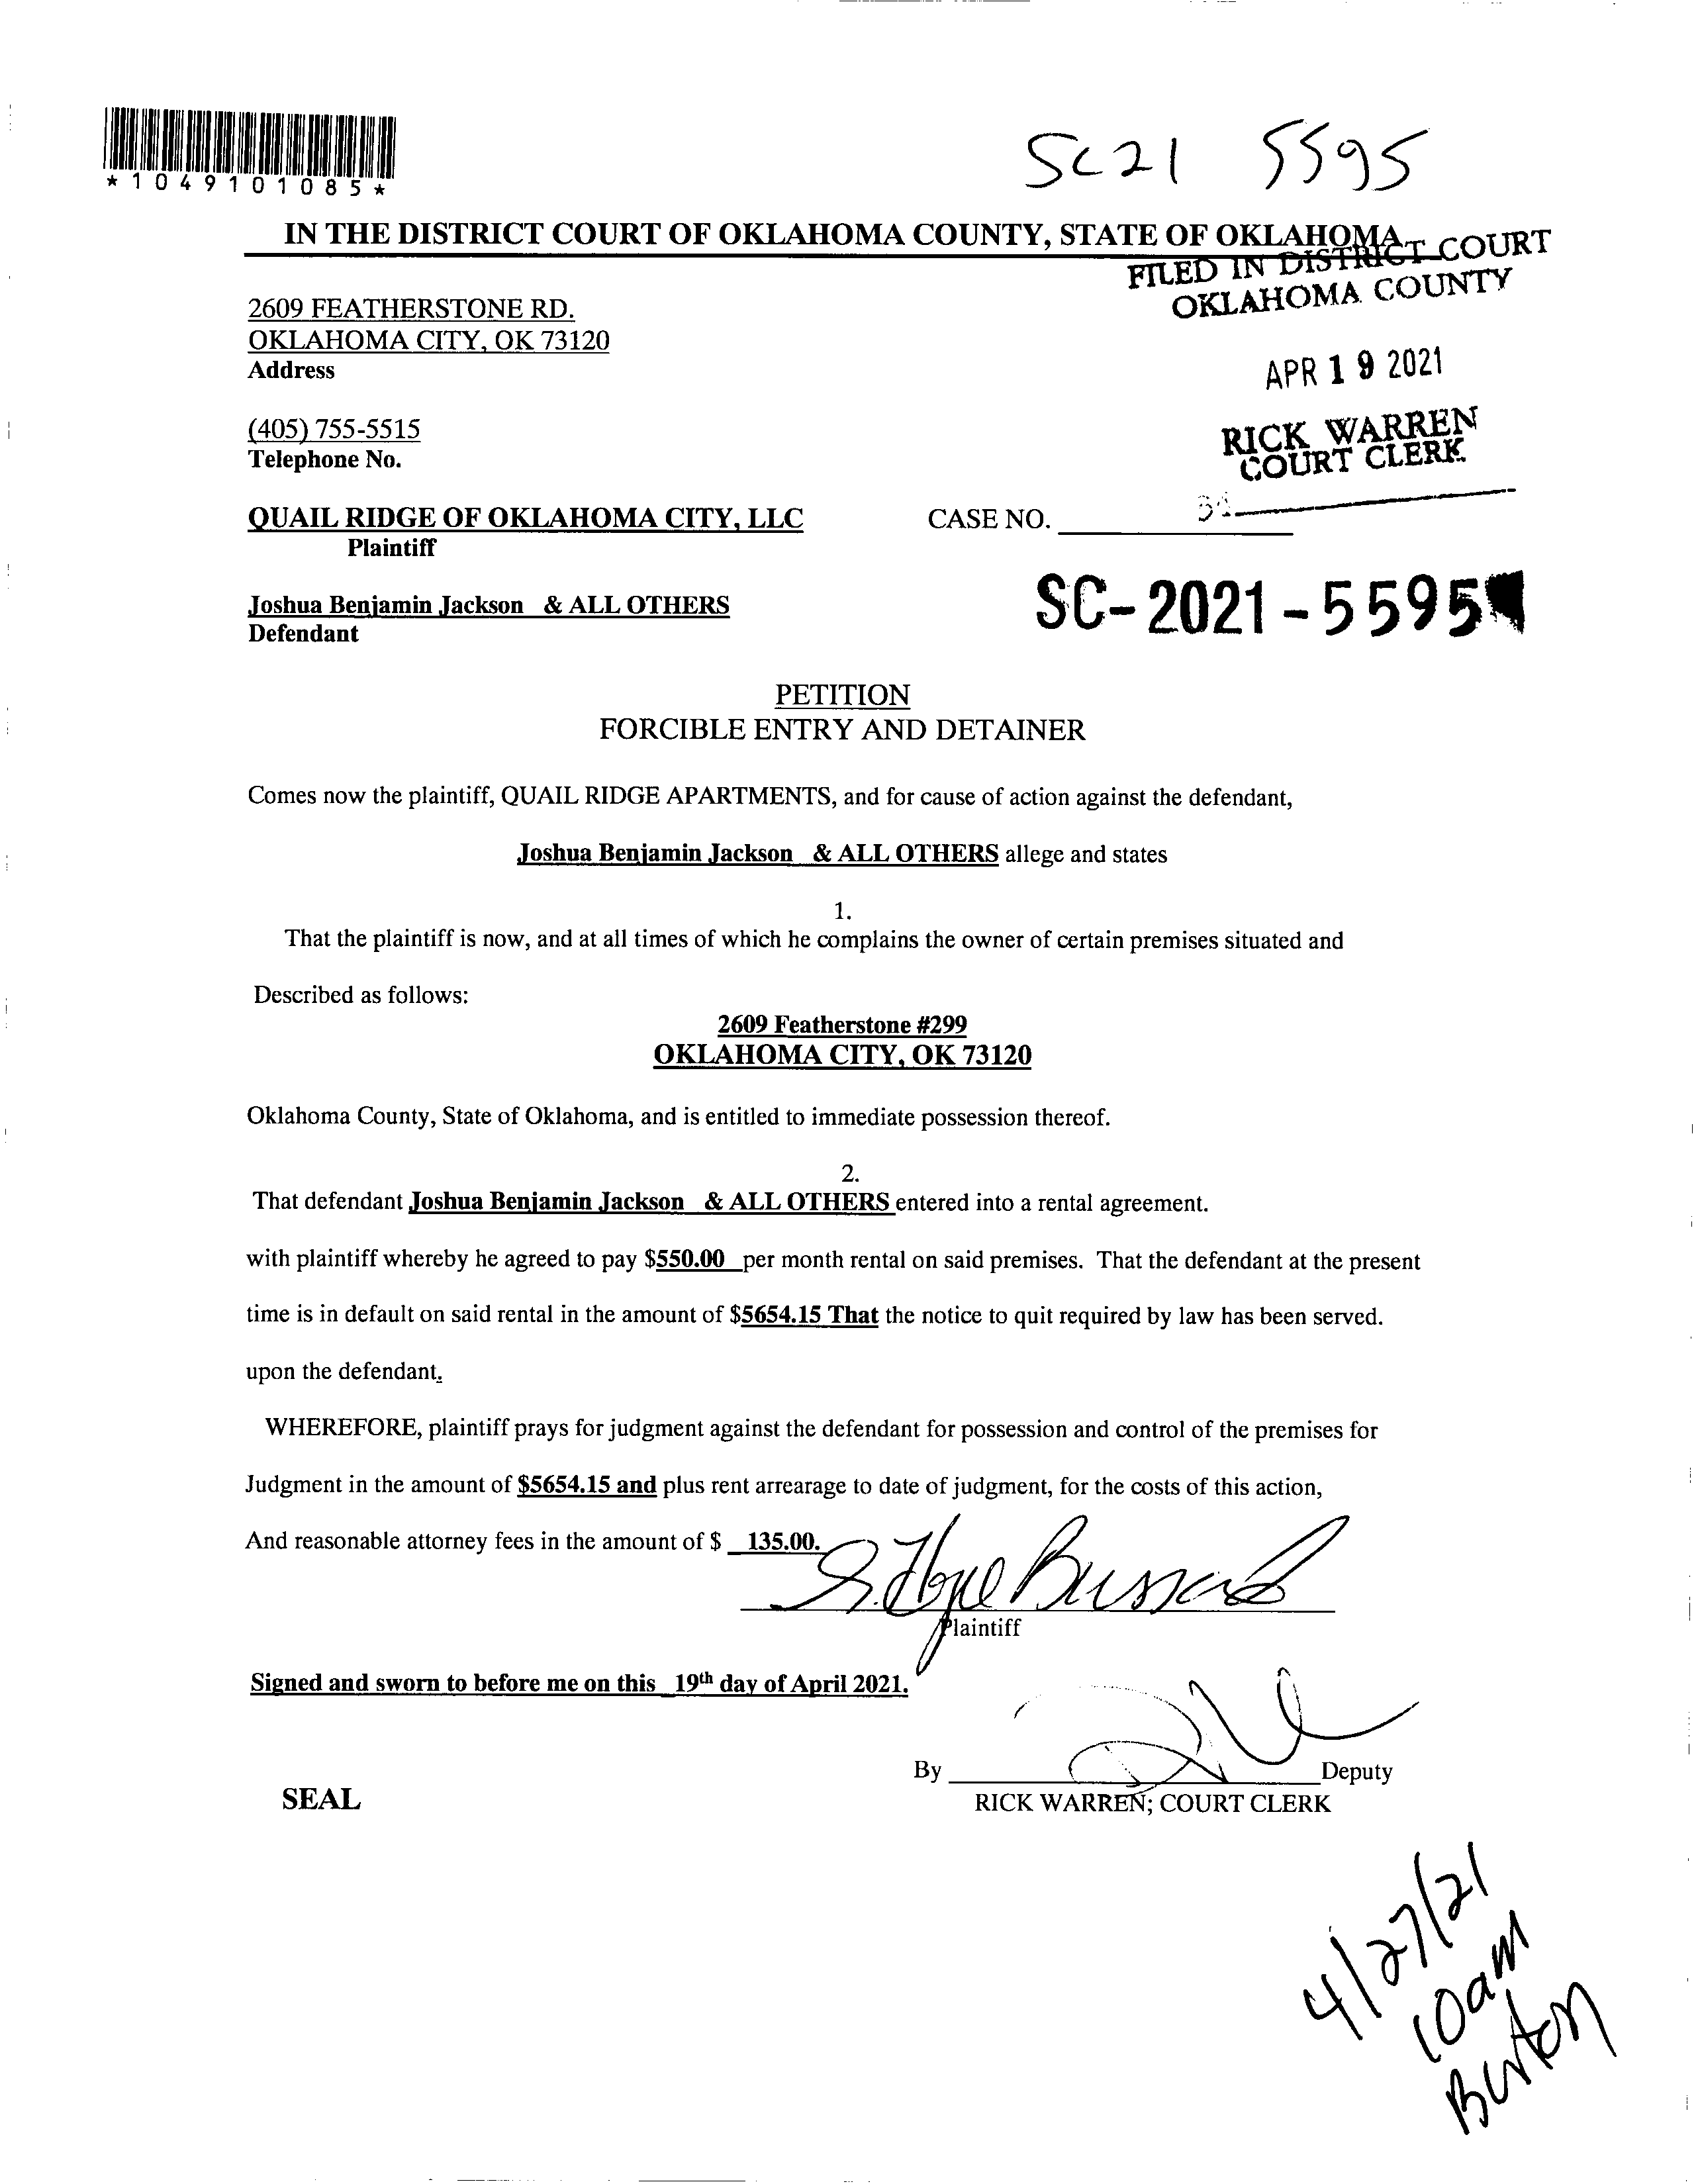 *1049101085*
SC21 5595
IN THE DISTRICT COURT OF OKLAHOMA COUNTY, STATE OF OKLAHOMA
FILED IN DISTRICT COURT
OKLAHOMA COUNTY
2609 FEATHERSTONE RD.
OKLAHOMA CITY, OK 73120
Address
APR 19 2021
(405) 755-5515
Telephone No.
RICK WARREN
COURT CLERK
QUAIL RIDGE OF OKLAHOMA CITY, LLC
Plaintiff
CASE NO.
Joshua Benjamin Jackson & ALL OTHERS
Defendant
SC-2021-5595
PETITION
FORCIBLE ENTRY AND DETAINER
Comes now the plaintiff, QUAIL RIDGE APARTMENTS, and for cause of action against the defendant,
Joshua Benjamin Jackson & ALL OTHERS allege and states
1.
That the plaintiff is now, and at all times of which he complains the owner of certain premises situated and
Described as follows:
2609 Featherstone #299
OKLAHOMA CITY, OK 73120
Oklahoma County, State of Oklahoma, and is entitled to immediate possession thereof.
2.
That defendant Joshua Benjamin Jackson & ALL OTHERS entered into a rental agreement.
with plaintiff whereby he agreed to pay $550.00 per month rental on said premises. That the defendant at the present
time is in default on said rental in the amount of $5654.15 That the notice to quit required by law has been served.
upon the defendant.
WHEREFORE, plaintiff prays for judgment against the defendant for possession and control of the premises for
Judgment in the amount of $5654.15 and plus rent arrearage to date of judgment, for the costs of this action,
And reasonable attorney fees in the amount of $ 135.00.
Plaintiff
Signed and sworn to before me on this 19th day of April 2021.
By Deputy
SEAL
RICK WARREN; COURT CLERK
4/27/21
10am
Burton